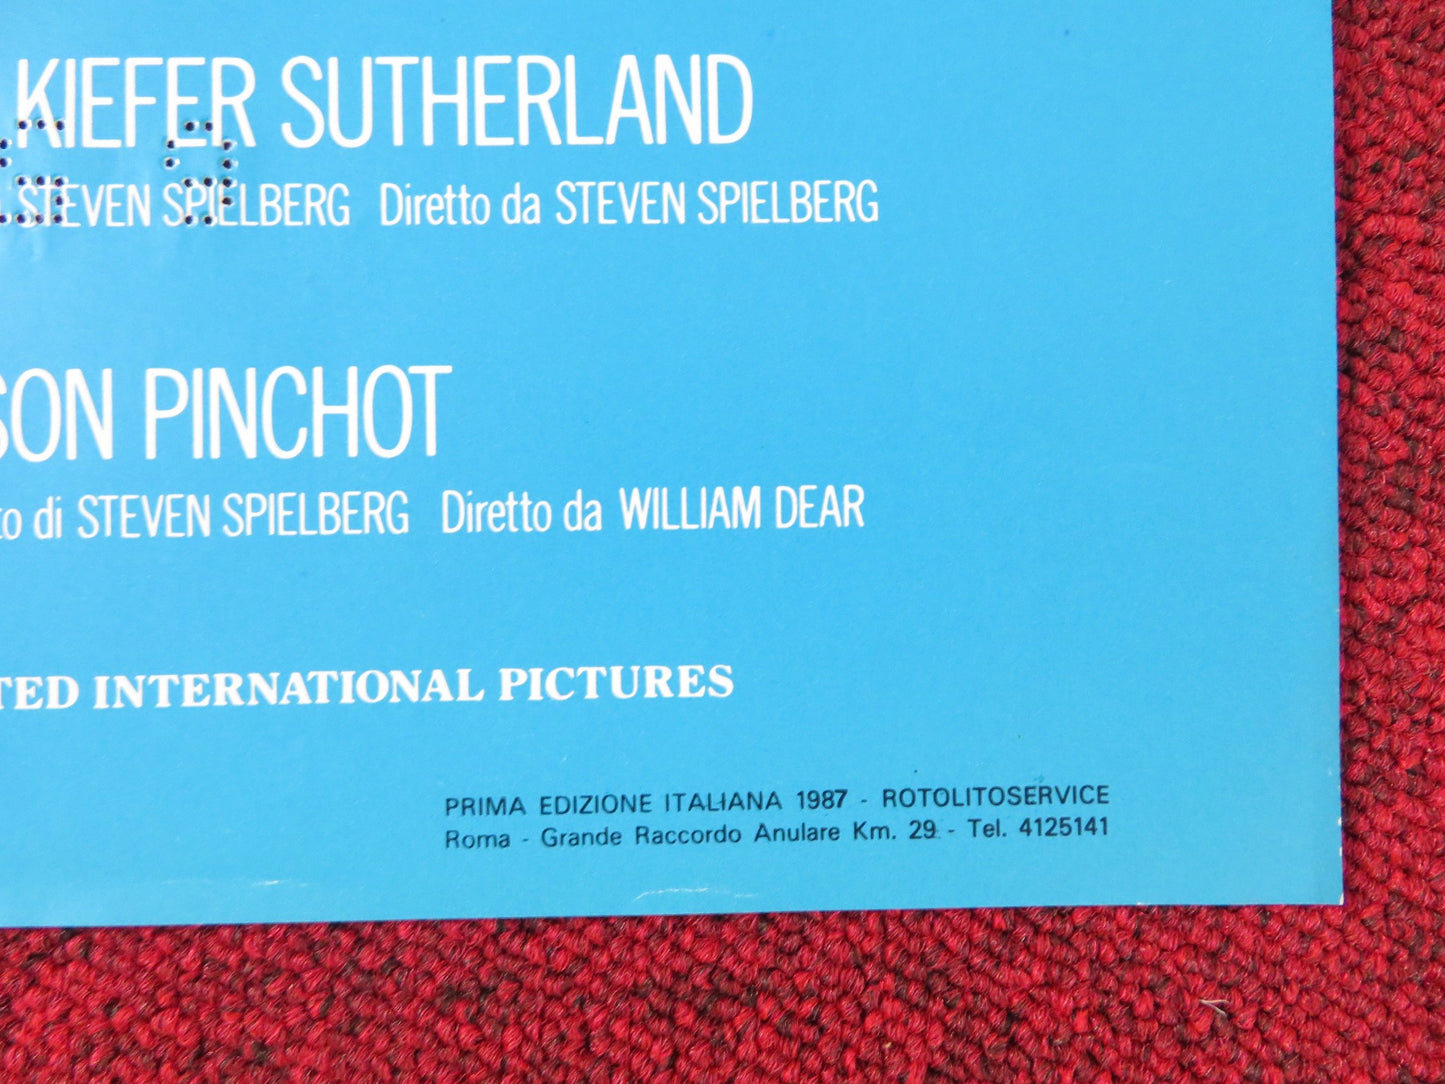 KIEFER SUTHERLAND
STEVEN SPIELBERG Diretto da STEVEN SPIELBERG
SON PINCHOT
to di STEVEN SPIELBERG Diretto da WILLIAM DEAR
TED INTERNATIONAL PICTURES
PRIMA EDIZIONE ITALIANA 1987 - ROTOLITOSERVICE
Roma - Grande Raccordo Anulare Km. 29 - Tel. 4125141